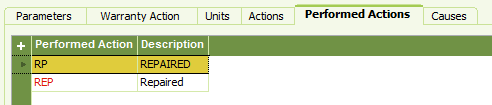 Parameters Warranty Action Units Actions Performed Actions Causes
+ Performed Action Description
RP REPAIRED
REP Repaired